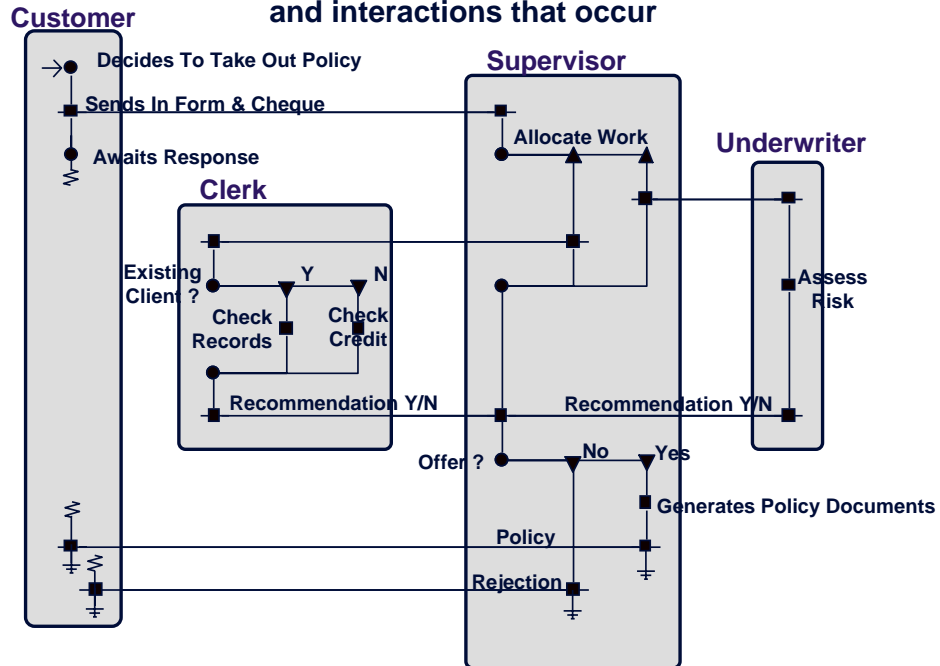 and interactions that occur
Customer
Decides To Take Out Policy
Supervisor
Sends In Form & Cheque
Allocate Work
Underwriter
Awaits Response
Clerk
Existing
Client ?
Y
N
Assess
Risk
Check
Records
Check
Credit
Recommendation Y/N
Recommendation Y/N
Offer ?
No
Yes
Generates Policy Documents
Policy
Rejection